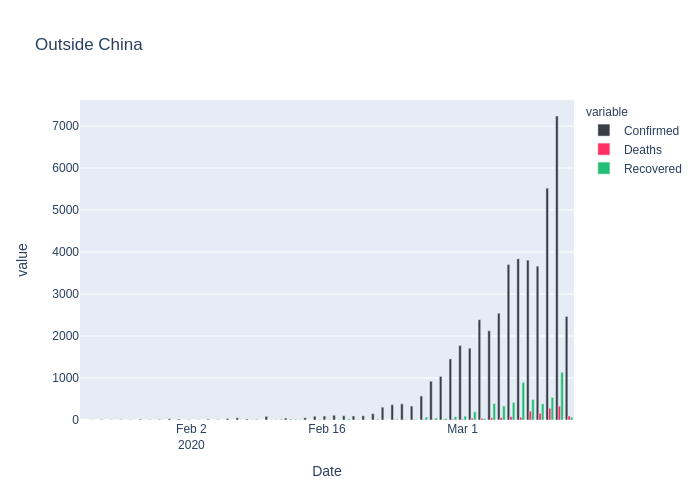 Outside China
variable
Confirmed
Deaths
Recovered
value
7000
6000
5000
4000
3000
2000
1000
0
Feb 2
2020
Feb 16
Mar 1
Date